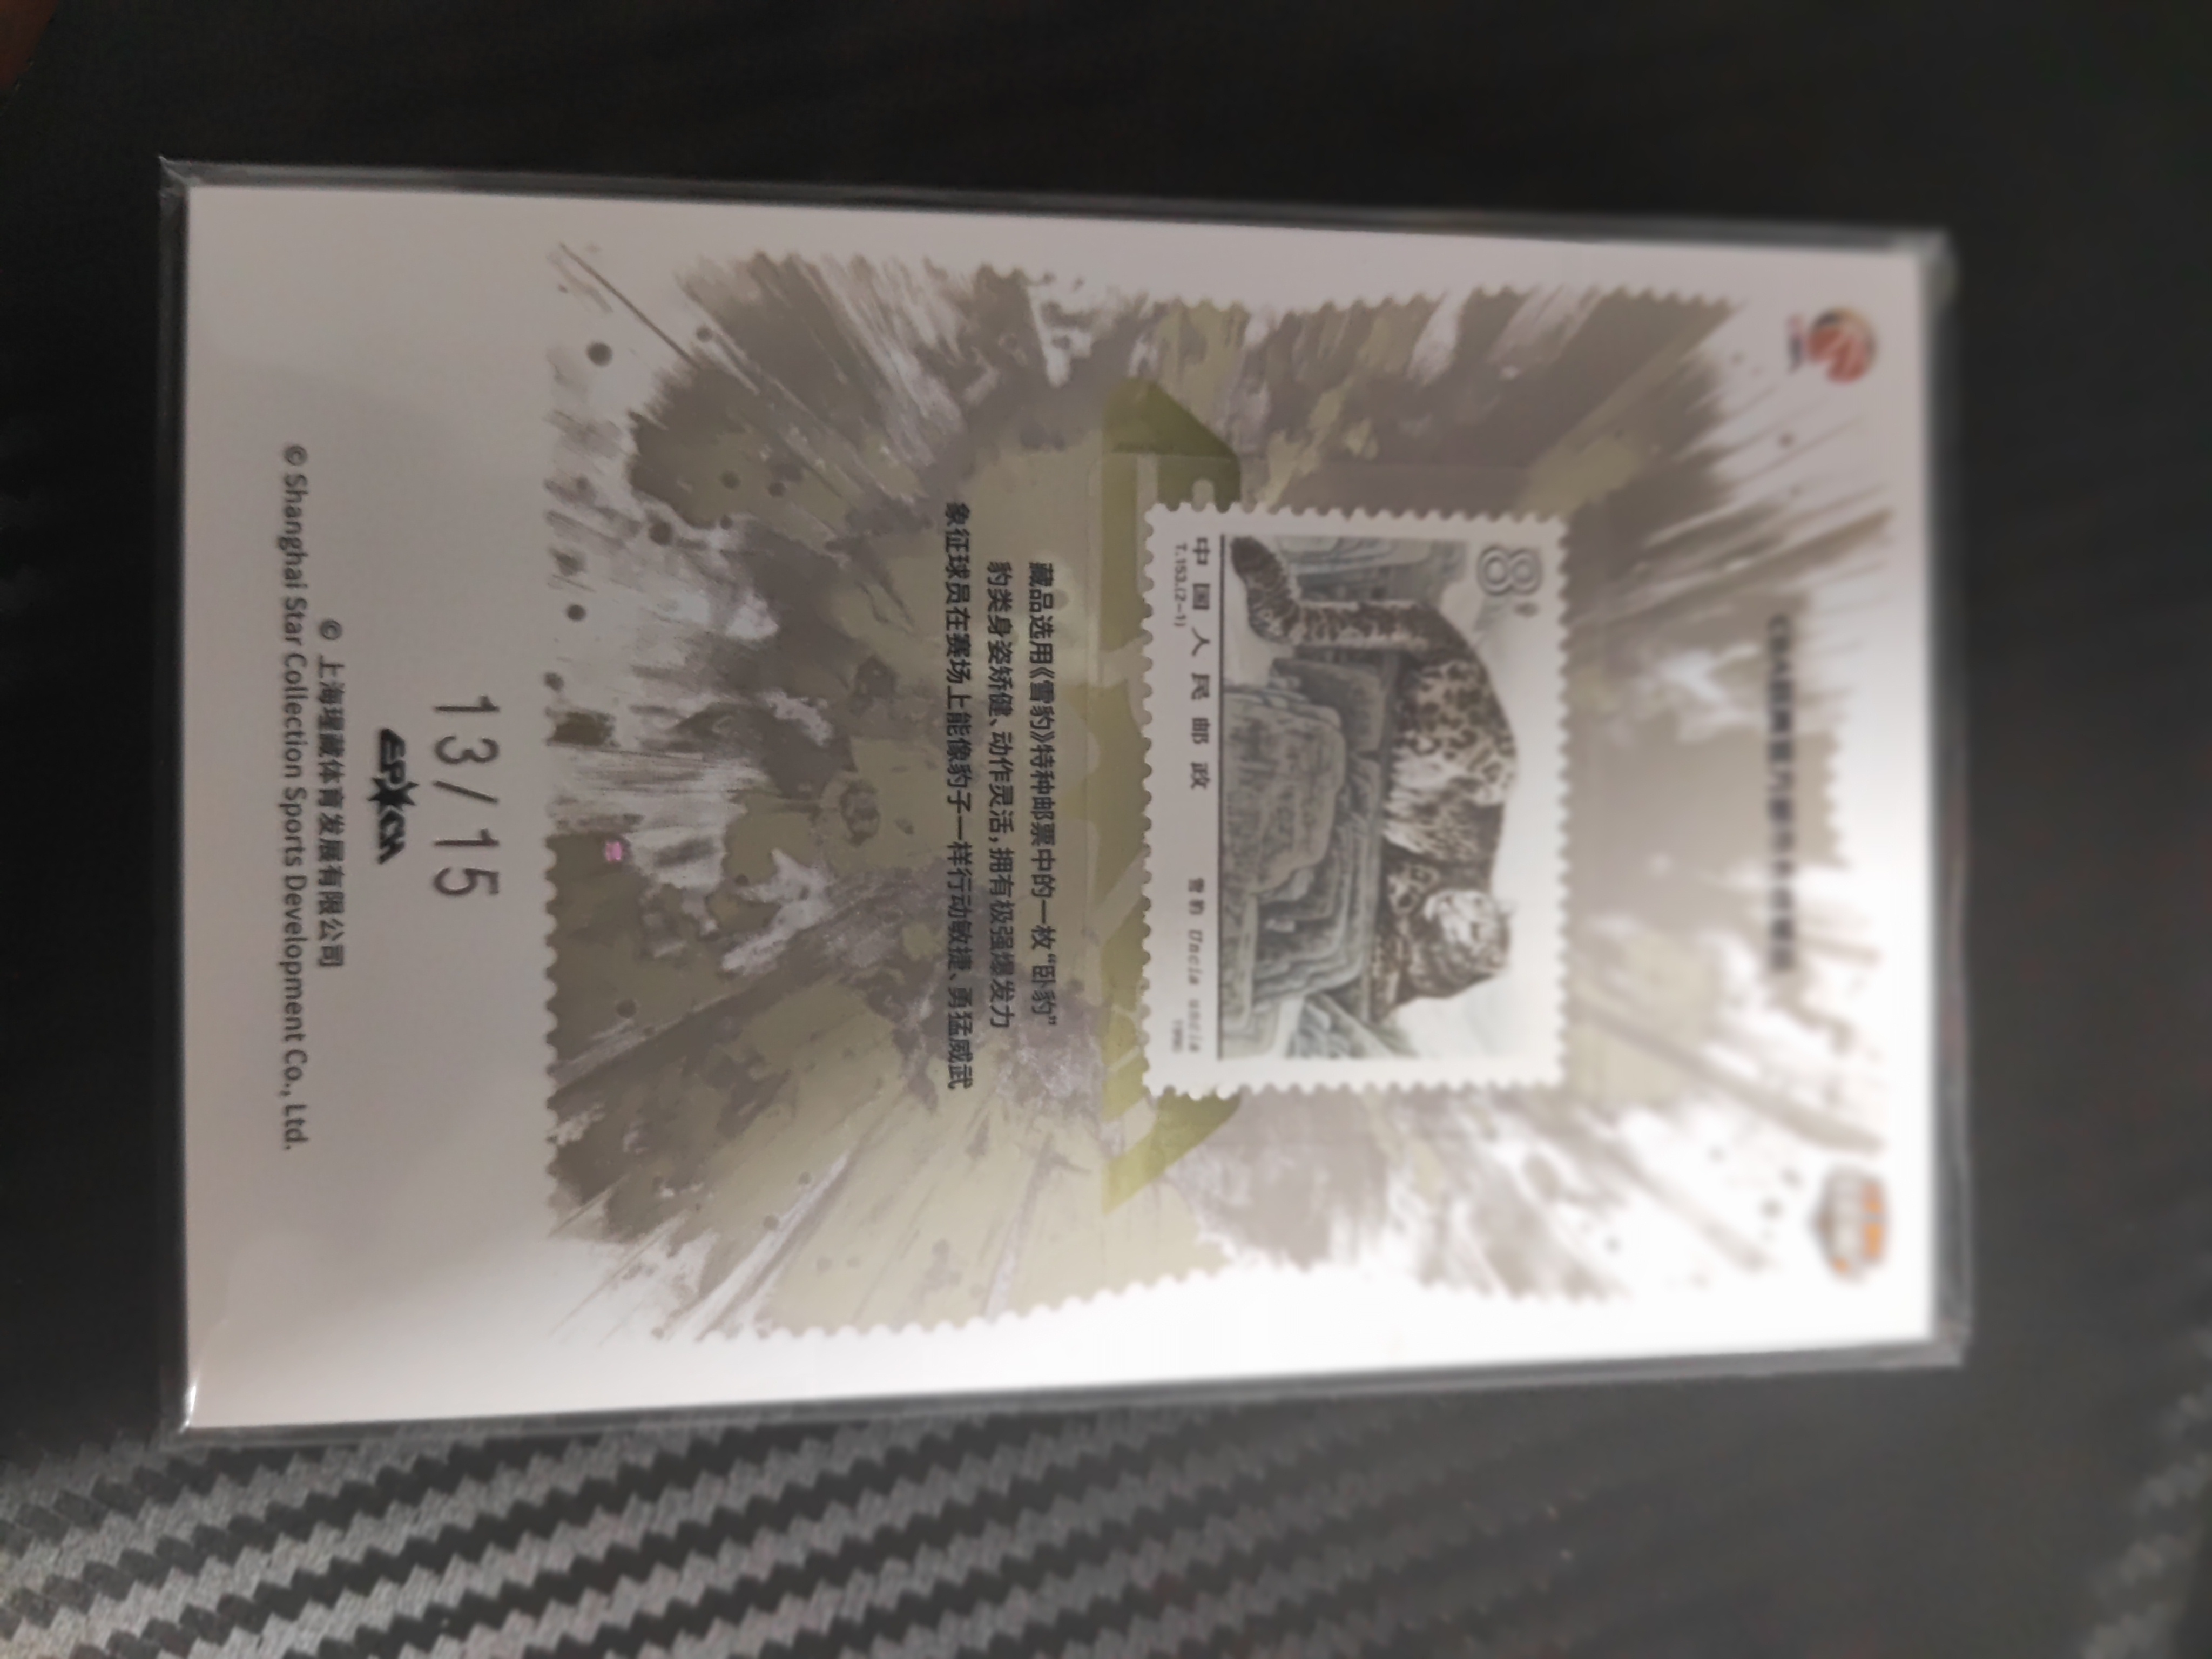 8分
中国人民邮政
雪豹 Uncia uncia
T.153.(2-1)
1990
藏品选用《雪豹》特种邮票中的一枚“卧豹”
豹类身姿矫健、动作灵活，拥有极强爆发力
象征球员在赛场上能像豹子一样行动敏捷、勇猛威武
13/15
EPOCH
© 上海瑆藏体育发展有限公司
© Shanghai Star Collection Sports Development Co., Ltd.